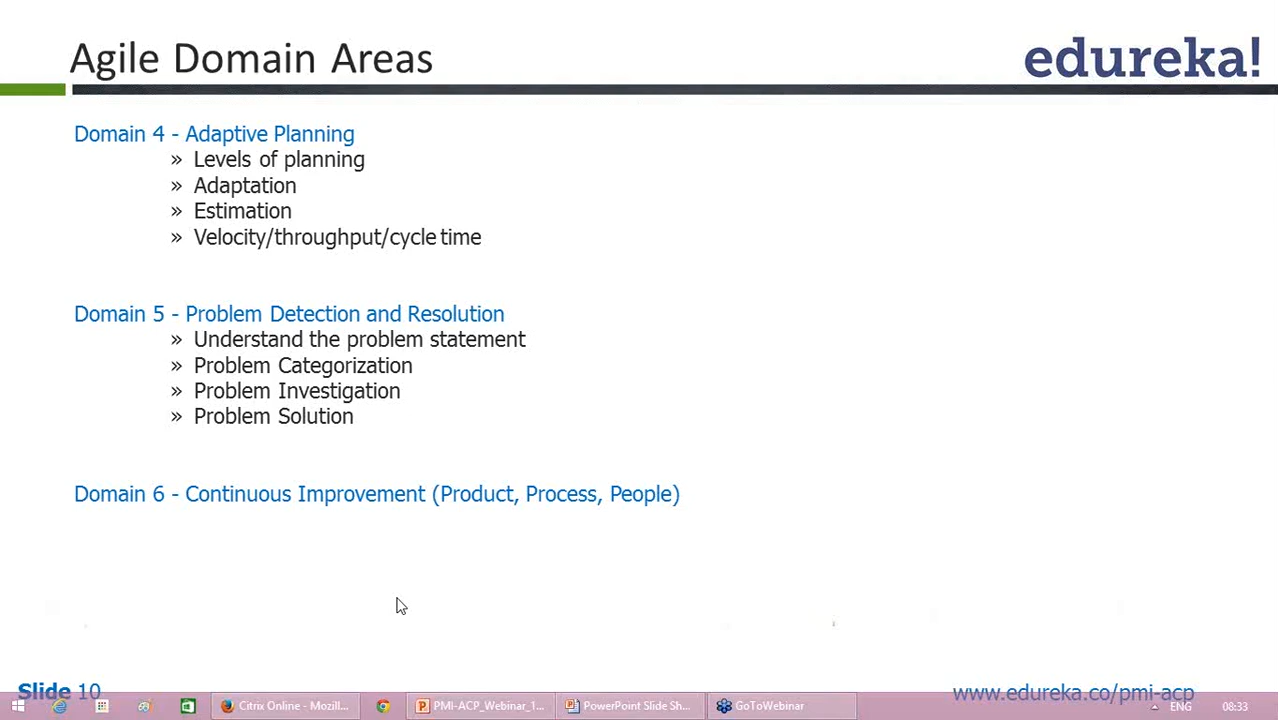 Agile Domain Areas
edureka!
Domain 4 - Adaptive Planning
» Levels of planning
» Adaptation
» Estimation
» Velocity/throughput/cycle time
Domain 5 - Problem Detection and Resolution
» Understand the problem statement
» Problem Categorization
» Problem Investigation
» Problem Solution
Domain 6 - Continuous Improvement (Product, Process, People)
Slide 10
www.edureka.co/pmi-acp
Citrix Online - Mozill...
PMI-ACP_Webinar_1...
PowerPoint Slide Sh...
GoToWebinar
ENG
08:33